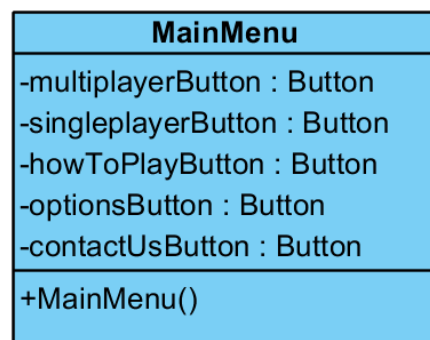 MainMenu
-multiplayerButton : Button
-singleplayerButton : Button
-howToPlayButton : Button
-optionsButton : Button
-contactUsButton : Button
+MainMenu()